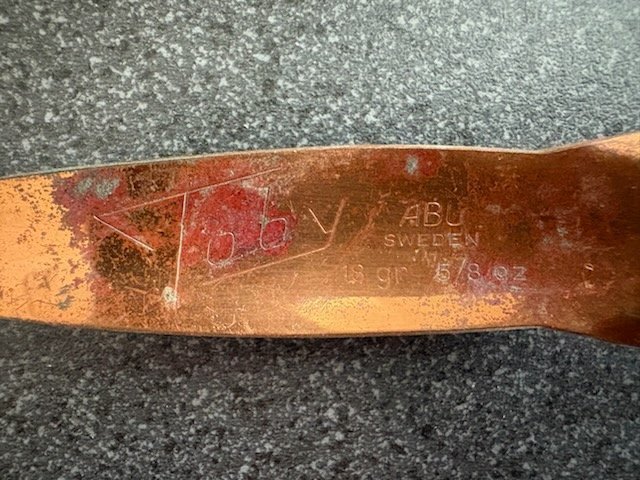 Toby
ABU
SWEDEN
18 gr 5/8 oz